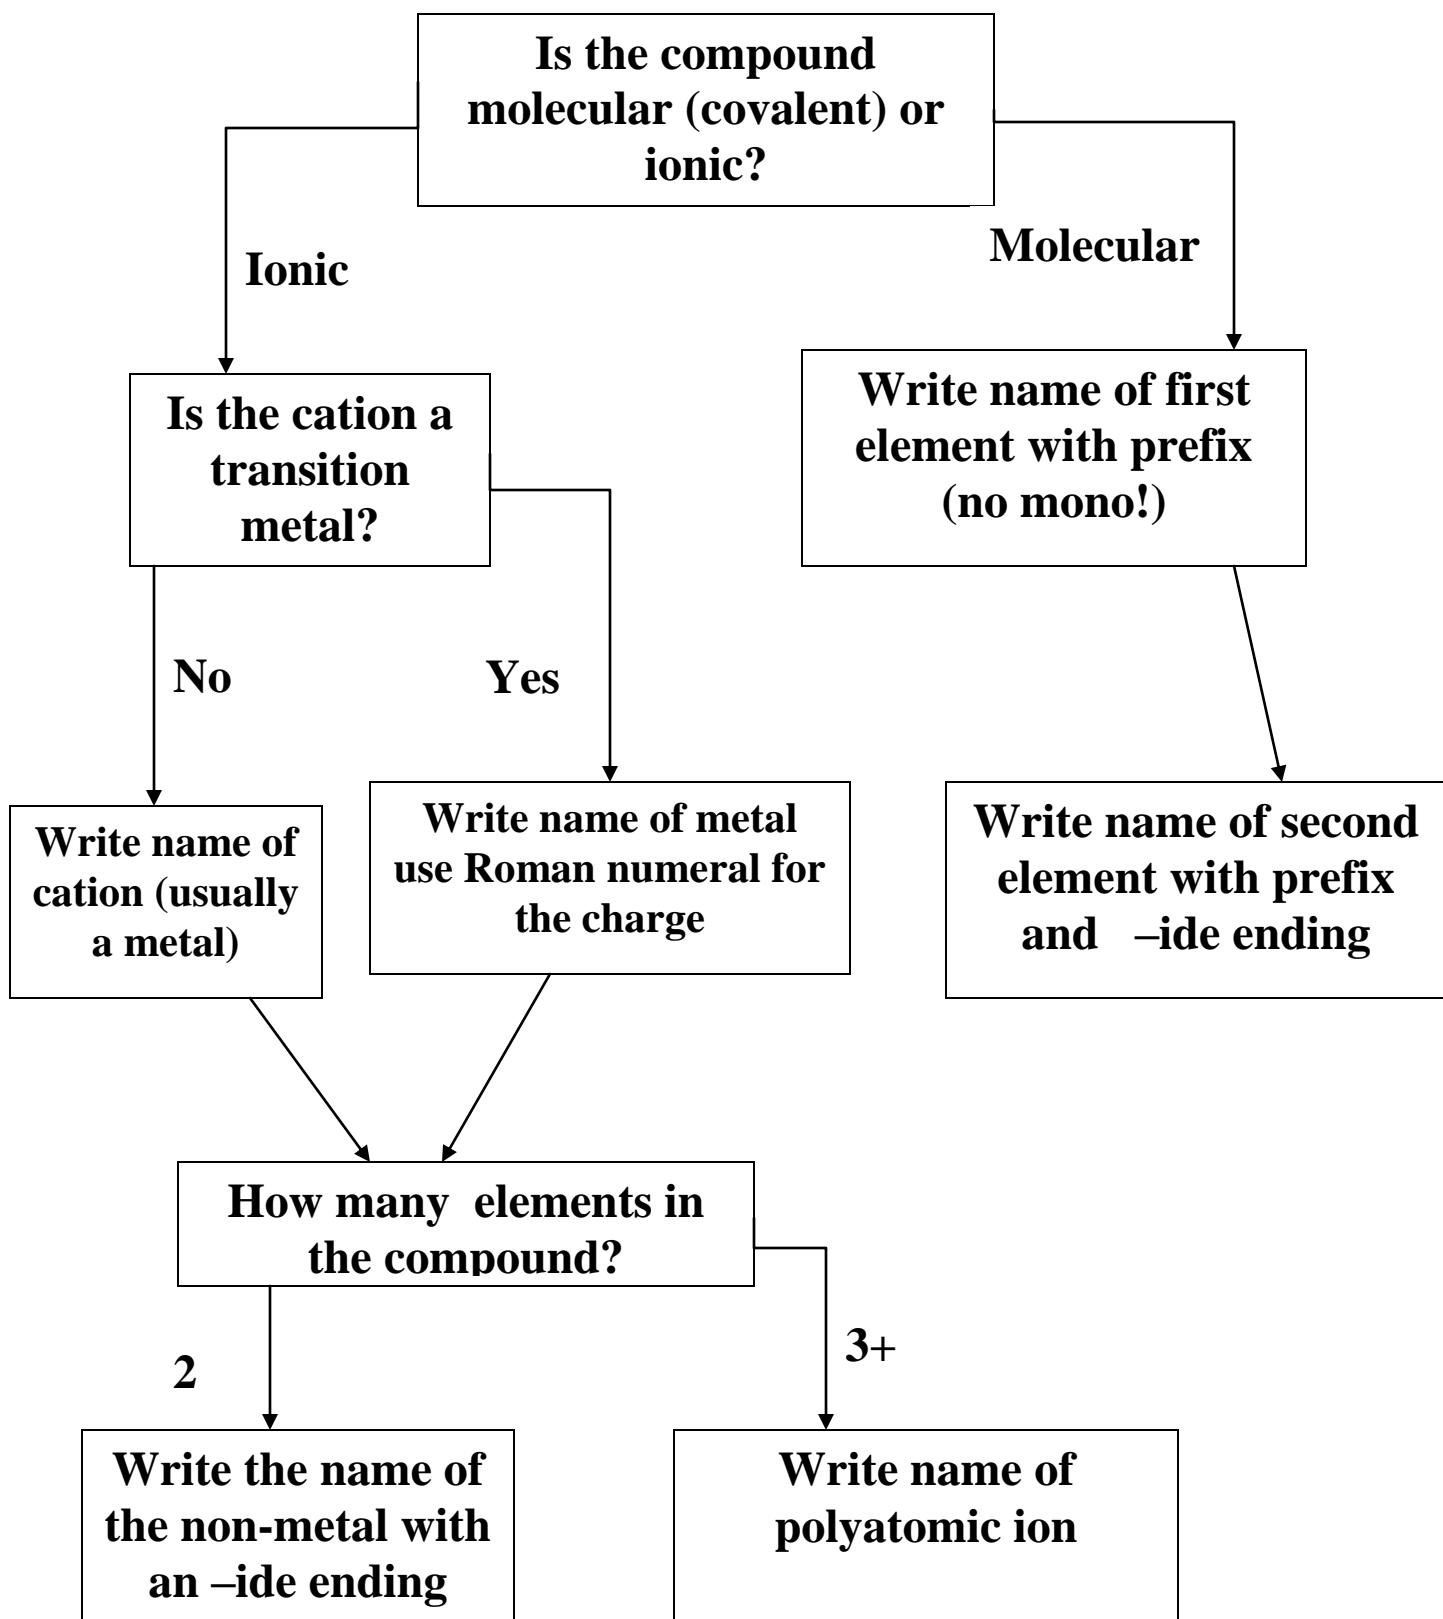 Is the compound
molecular (covalent) or
ionic?
Ionic
Molecular
Is the cation a
transition
metal?
Write name of first
element with prefix
(no mono!)
No
Yes
Write name of
cation (usually
a metal)
Write name of metal
use Roman numeral for
the charge
Write name of second
element with prefix
and –ide ending
How many elements in
the compound?
2
3+
Write the name of
the non-metal with
an –ide ending
Write name of
polyatomic ion